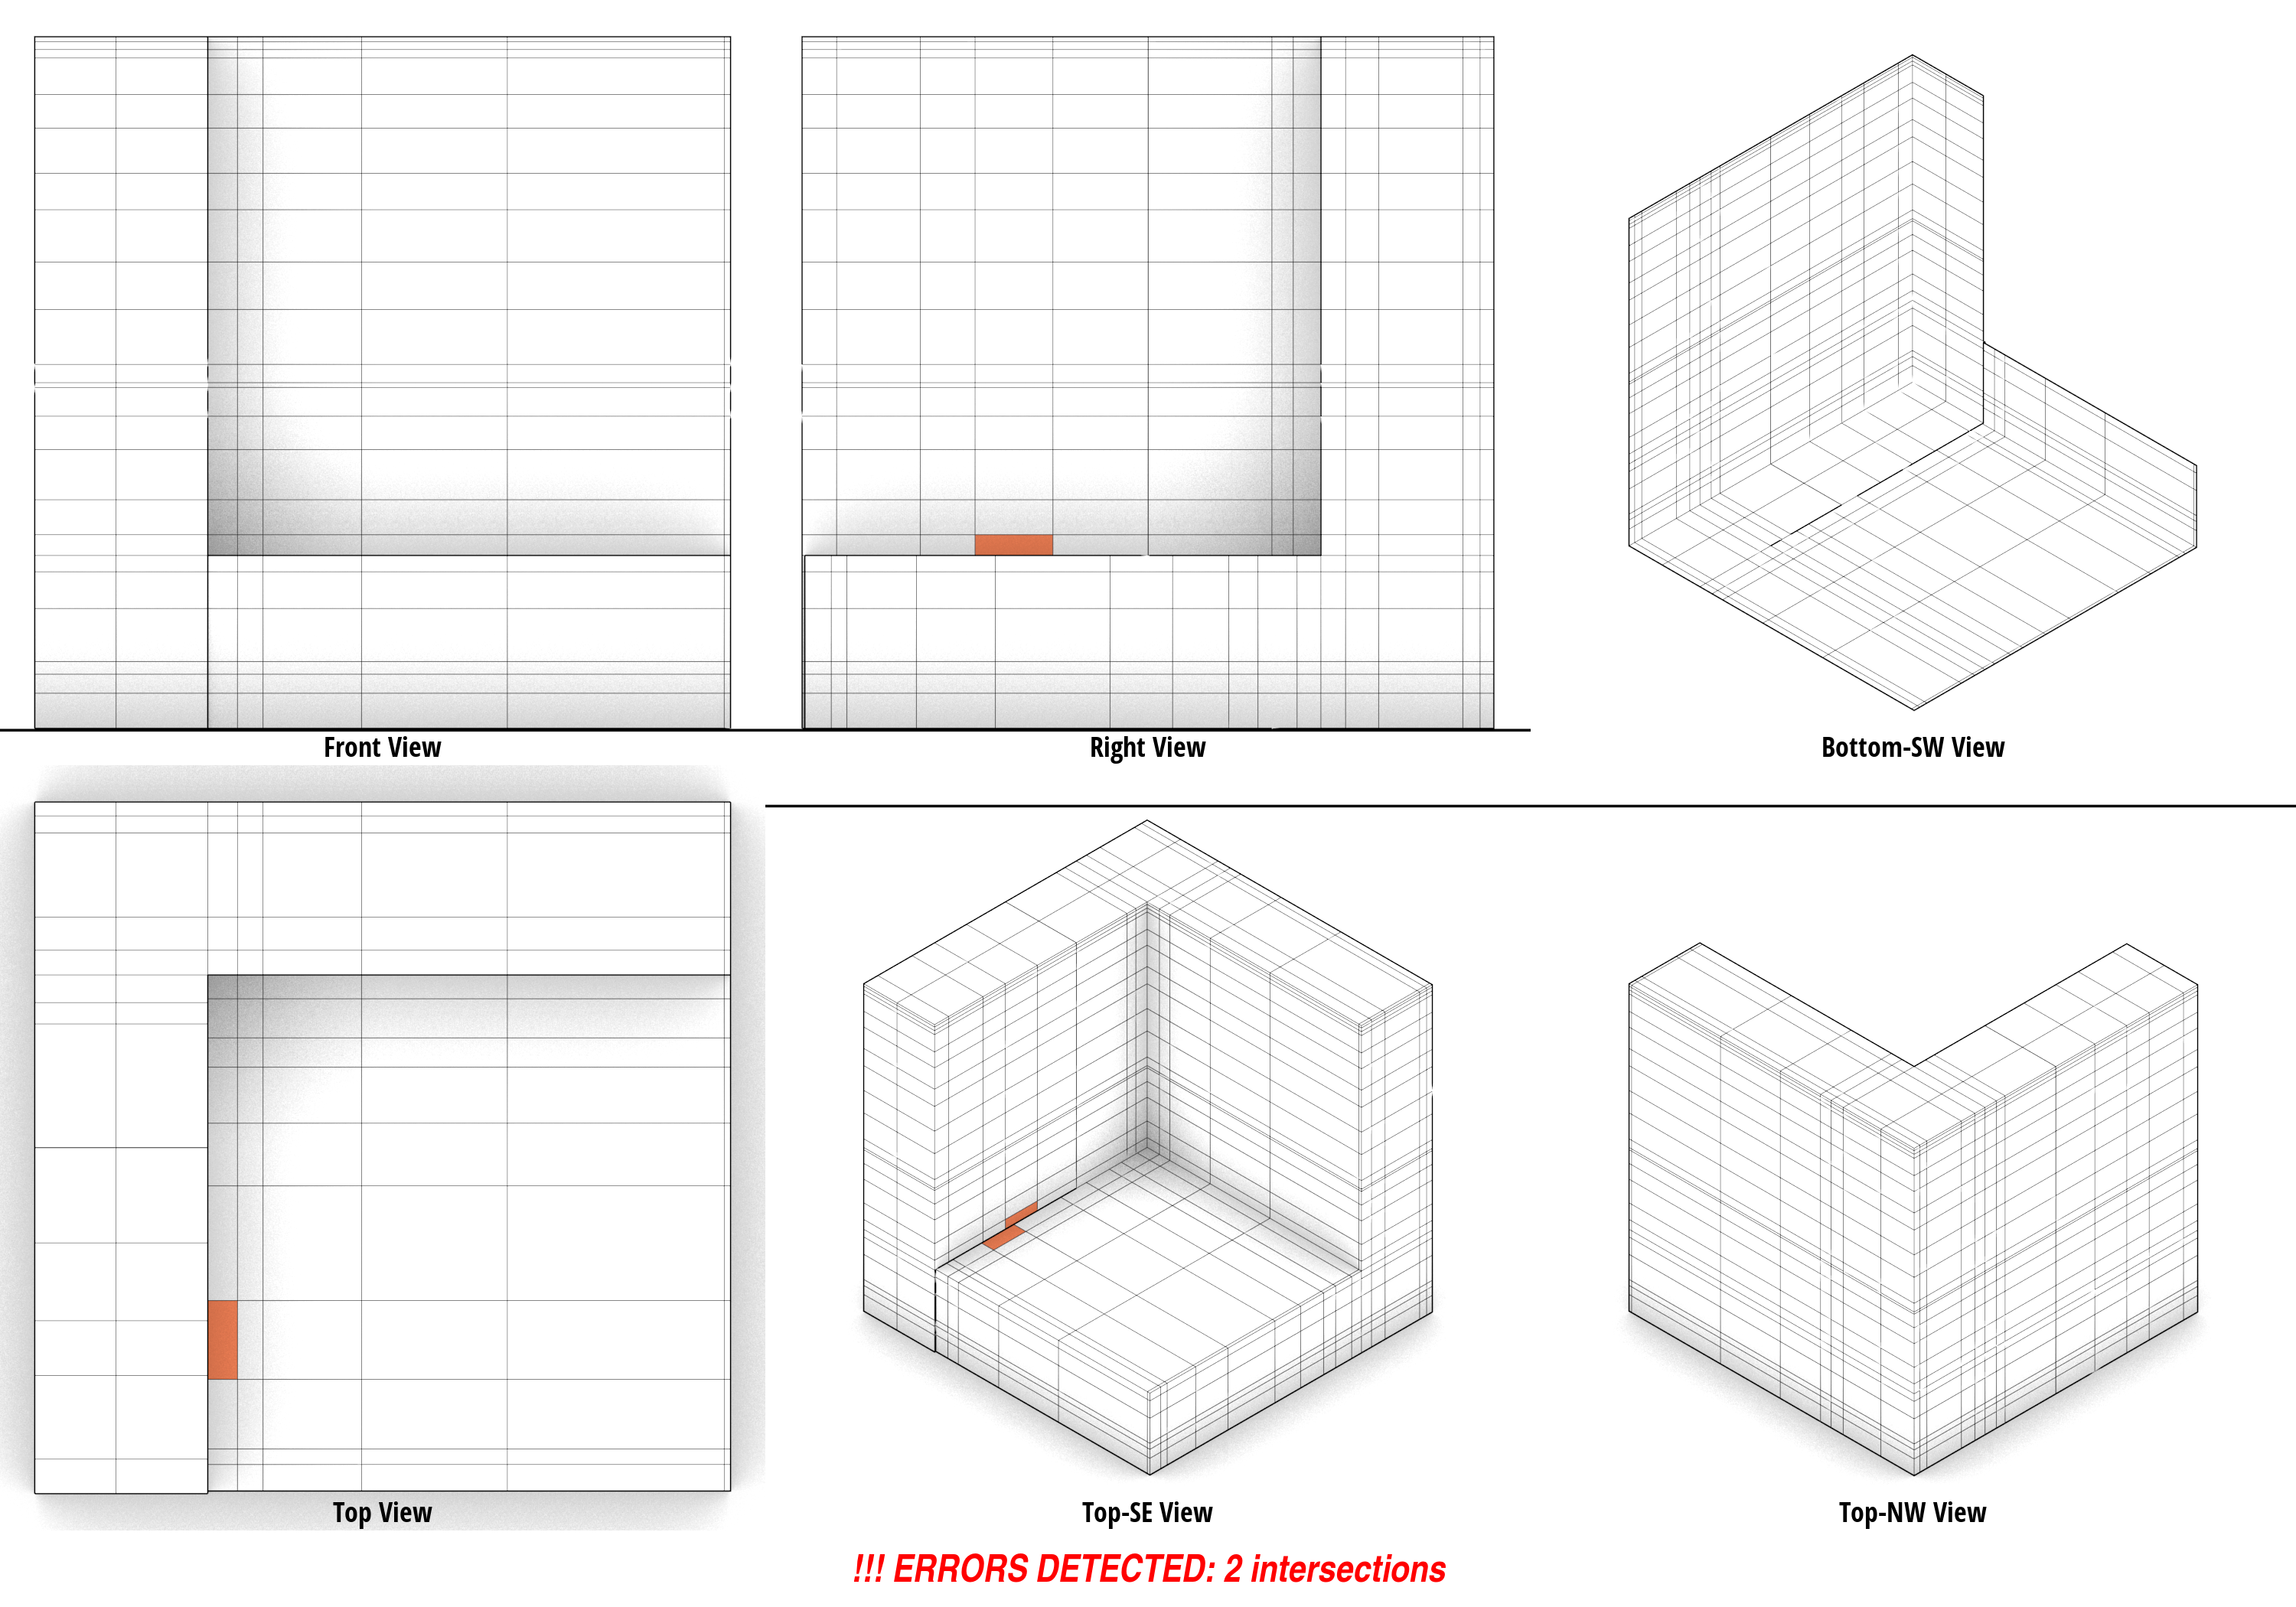 Front View
Right View
Bottom-SW View
Top View
Top-SE View
Top-NW View
!!! ERRORS DETECTED: 2 intersections